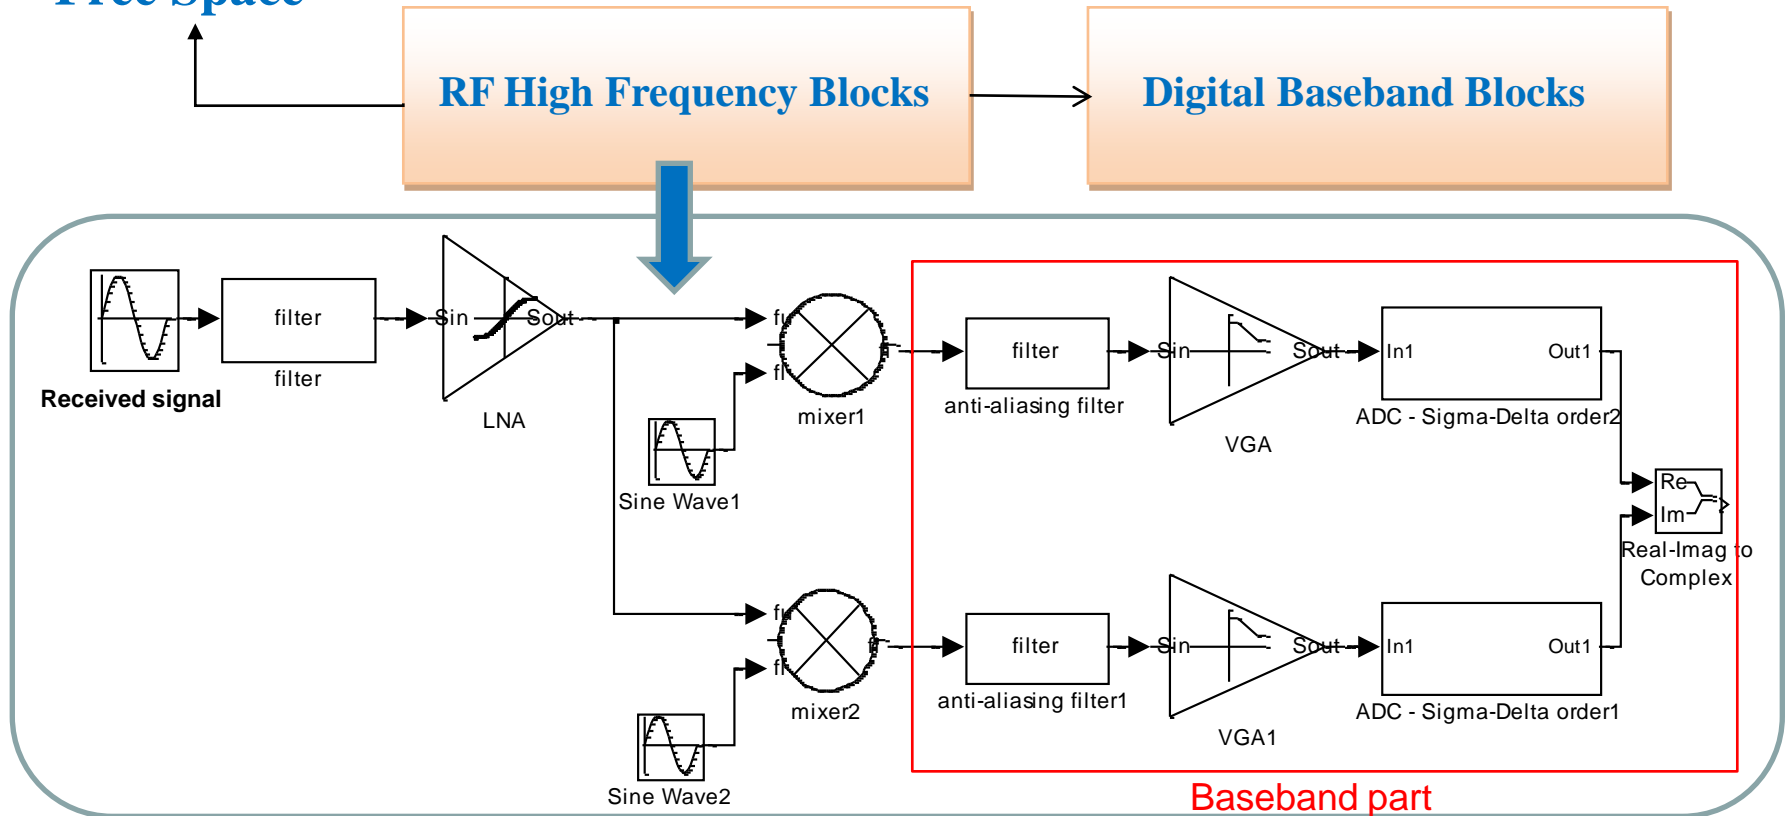 Free Space
RF High Frequency Blocks
Digital Baseband Blocks
filter
filter
Received signal
Sin
Sout
LNA
fu
fl
mixer1
Sine Wave1
filter
anti-aliasing filter
Sin
Sout
VGA
In1
Out1
ADC - Sigma-Delta order2
Re
Im
Real-Imag to
Complex
fu
fl
mixer2
Sine Wave2
filter
anti-aliasing filter1
Sin
Sout
VGA1
In1
Out1
ADC - Sigma-Delta order1
Baseband part